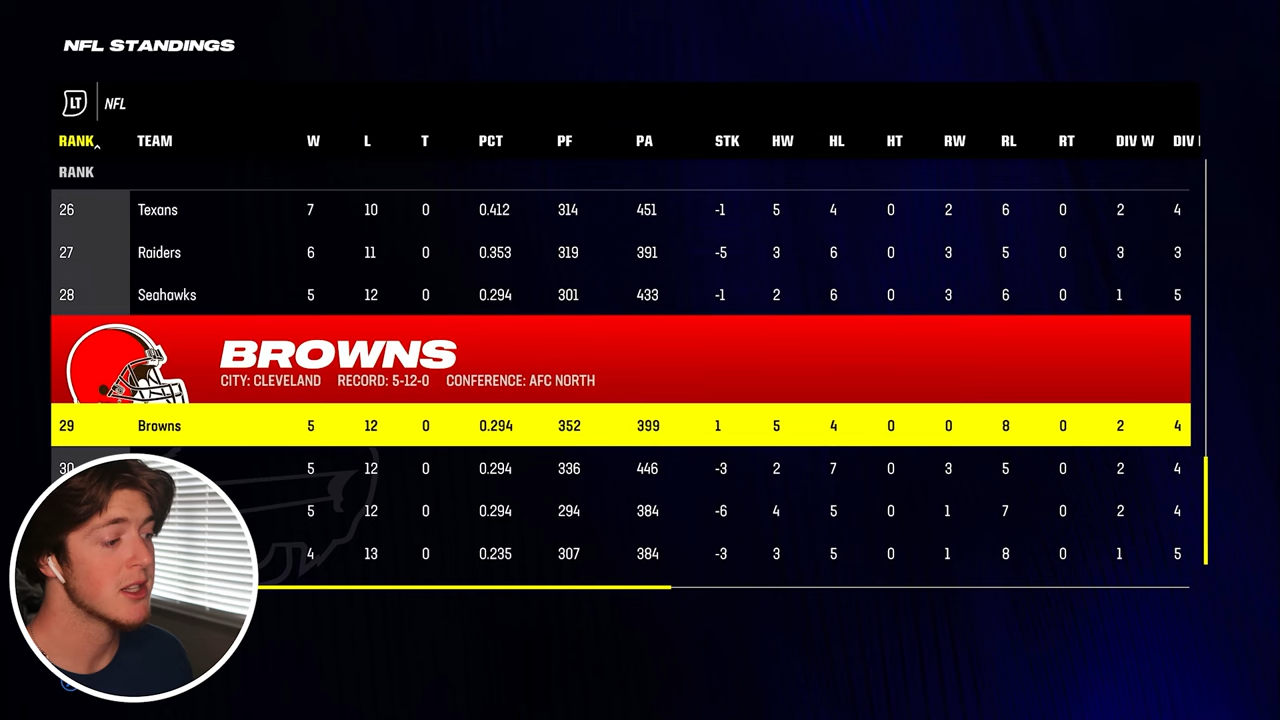 NFL STANDINGS
LT NFL
RANK TEAM W L T PCT PF PA STK HW HL HT RW RL RT DIV W DIV
RANK
26 Texans 7 10 0 0.412 314 451 -1 5 4 0 2 6 0 2 4
27 Raiders 6 11 0 0.353 319 391 -5 3 6 0 3 5 0 3 3
28 Seahawks 5 12 0 0.294 301 433 -1 2 6 0 3 6 0 1 5
BROWNS
CITY: CLEVELAND RECORD: 5-12-0 CONFERENCE: AFC NORTH
29 Browns 5 12 0 0.294 352 399 1 5 4 0 0 8 0 2 4
30 5 12 0 0.294 336 446 -3 2 7 0 3 5 0 2 4
5 12 0 0.294 294 384 -6 4 5 0 1 7 0 2 4
4 13 0 0.235 307 384 -3 3 5 0 1 8 0 1 5